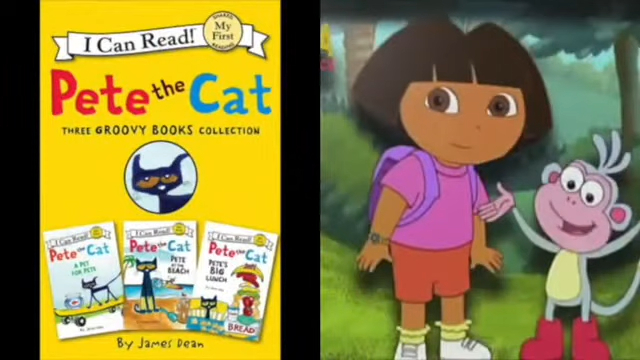 I Can Read!
SHARED
My
First
READING
Pete the Cat
THREE GROOVY BOOKS COLLECTION
I Can Read!
Pete the Cat
A PET
FOR PETE
I Can Read!
Pete the Cat
PETE
AT THE
BEACH
I Can Read!
Pete the Cat
PETE'S
BIG
LUNCH
BREAD
By James Dean